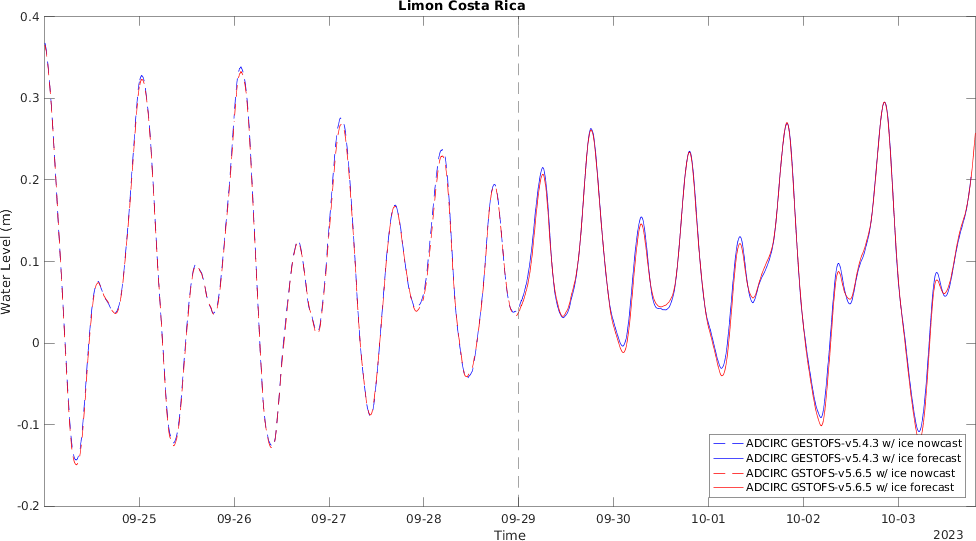 Limon Costa Rica
0.4
0.3
0.2
0.1
0
-0.1
-0.2
Water Level (m)
ADCIRC GESTOFS-v5.4.3 w/ ice nowcast
ADCIRC GESTOFS-v5.4.3 w/ ice forecast
ADCIRC GSTOFS-v5.6.5 w/ ice nowcast
ADCIRC GSTOFS-v5.6.5 w/ ice forecast
09-25 09-26 09-27 09-28 09-29 09-30 10-01 10-02 10-03
Time
2023